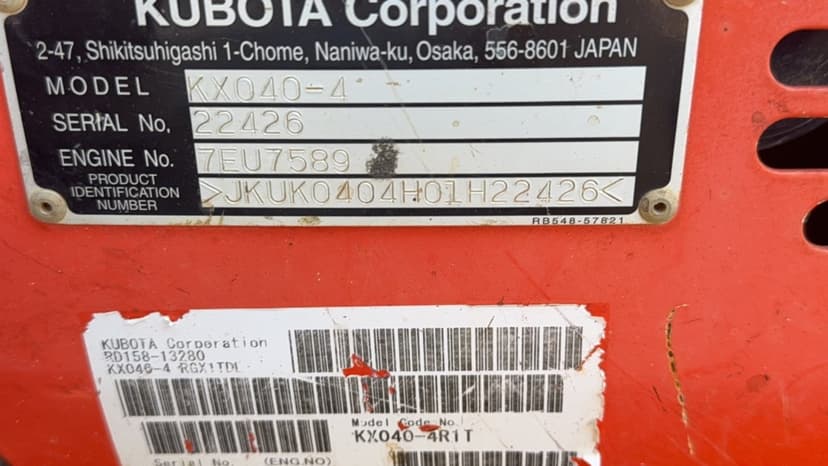 KUBOTA Corporation
2-47, Shikitsuhigashi 1-Chome, Naniwa-ku, Osaka, 556-8601 JAPAN
MODEL KX040-4
SERIAL No. 22426
ENGINE No. 7EU7589
PRODUCT
IDENTIFICATION
NUMBER
>JKUK0404H01H22426<
RB548-57821
KUBOTA Corporation
RD158-13280
KX040-4 RGX1TDL
Model Code No.
KX040-4R1T
Serial No. (ENG.NO)